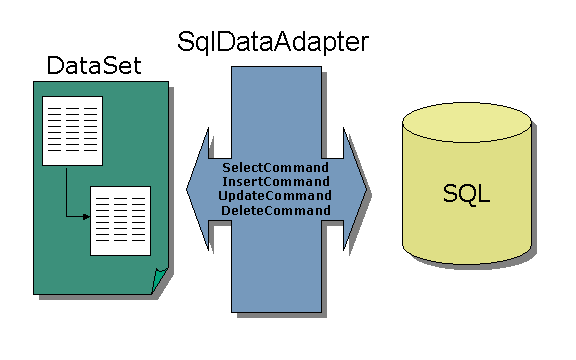 SqlDataAdapter
DataSet
SelectCommand
InsertCommand
UpdateCommand
DeleteCommand
SQL